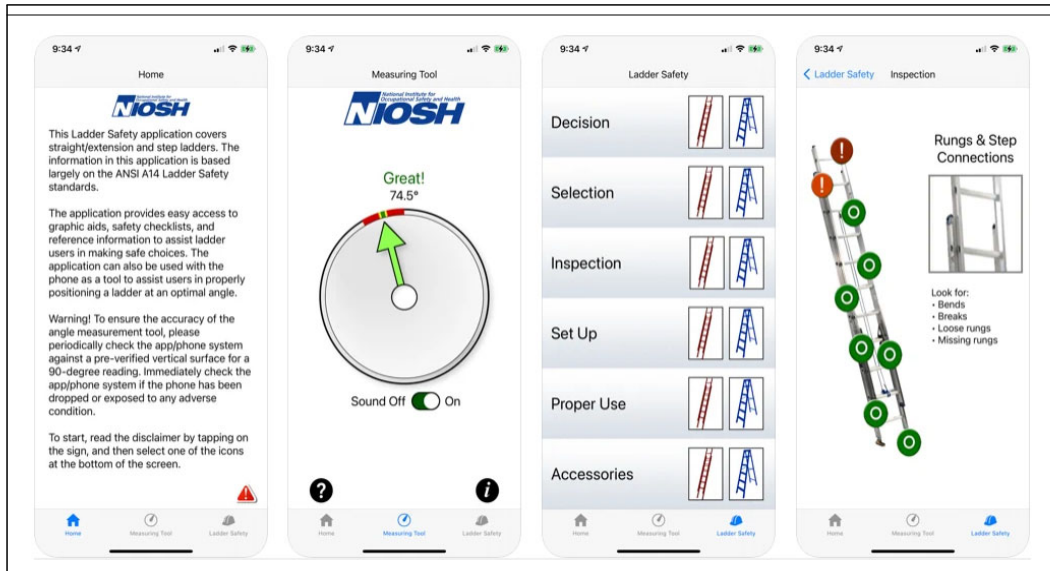 9:34
Home
National Institute for
Occupational Safety and Health
NIOSH
This Ladder Safety application covers
straight/extension and step ladders. The
information in this application is based
largely on the ANSI A14 Ladder Safety
standards.
The application provides easy access to
graphic aids, safety checklists, and
reference information to assist ladder
users in making safe choices. The
application can also be used with the
phone as a tool to assist users in properly
positioning a ladder at an optimal angle.
Warning! To ensure the accuracy of the
angle measurement tool, please
periodically check the app/phone system
against a pre-verified vertical surface for a
90-degree reading. Immediately check the
app/phone system if the phone has been
dropped or exposed to any adverse
condition.
To start, read the disclaimer by tapping on
the sign, and then select one of the icons
at the bottom of the screen.
Home Measuring Tool Ladder Safety
9:34
Measuring Tool
National Institute for
Occupational Safety and Health
NIOSH
Great!
74.5°
Sound Off On
? i
Home Measuring Tool Ladder Safety
9:34
Ladder Safety
Decision
Selection
Inspection
Set Up
Proper Use
Accessories
Home Measuring Tool Ladder Safety
9:34
Ladder Safety Inspection
!
!
Rungs & Step
Connections
Look for:
• Bends
• Breaks
• Loose rungs
• Missing rungs
Home Measuring Tool Ladder Safety